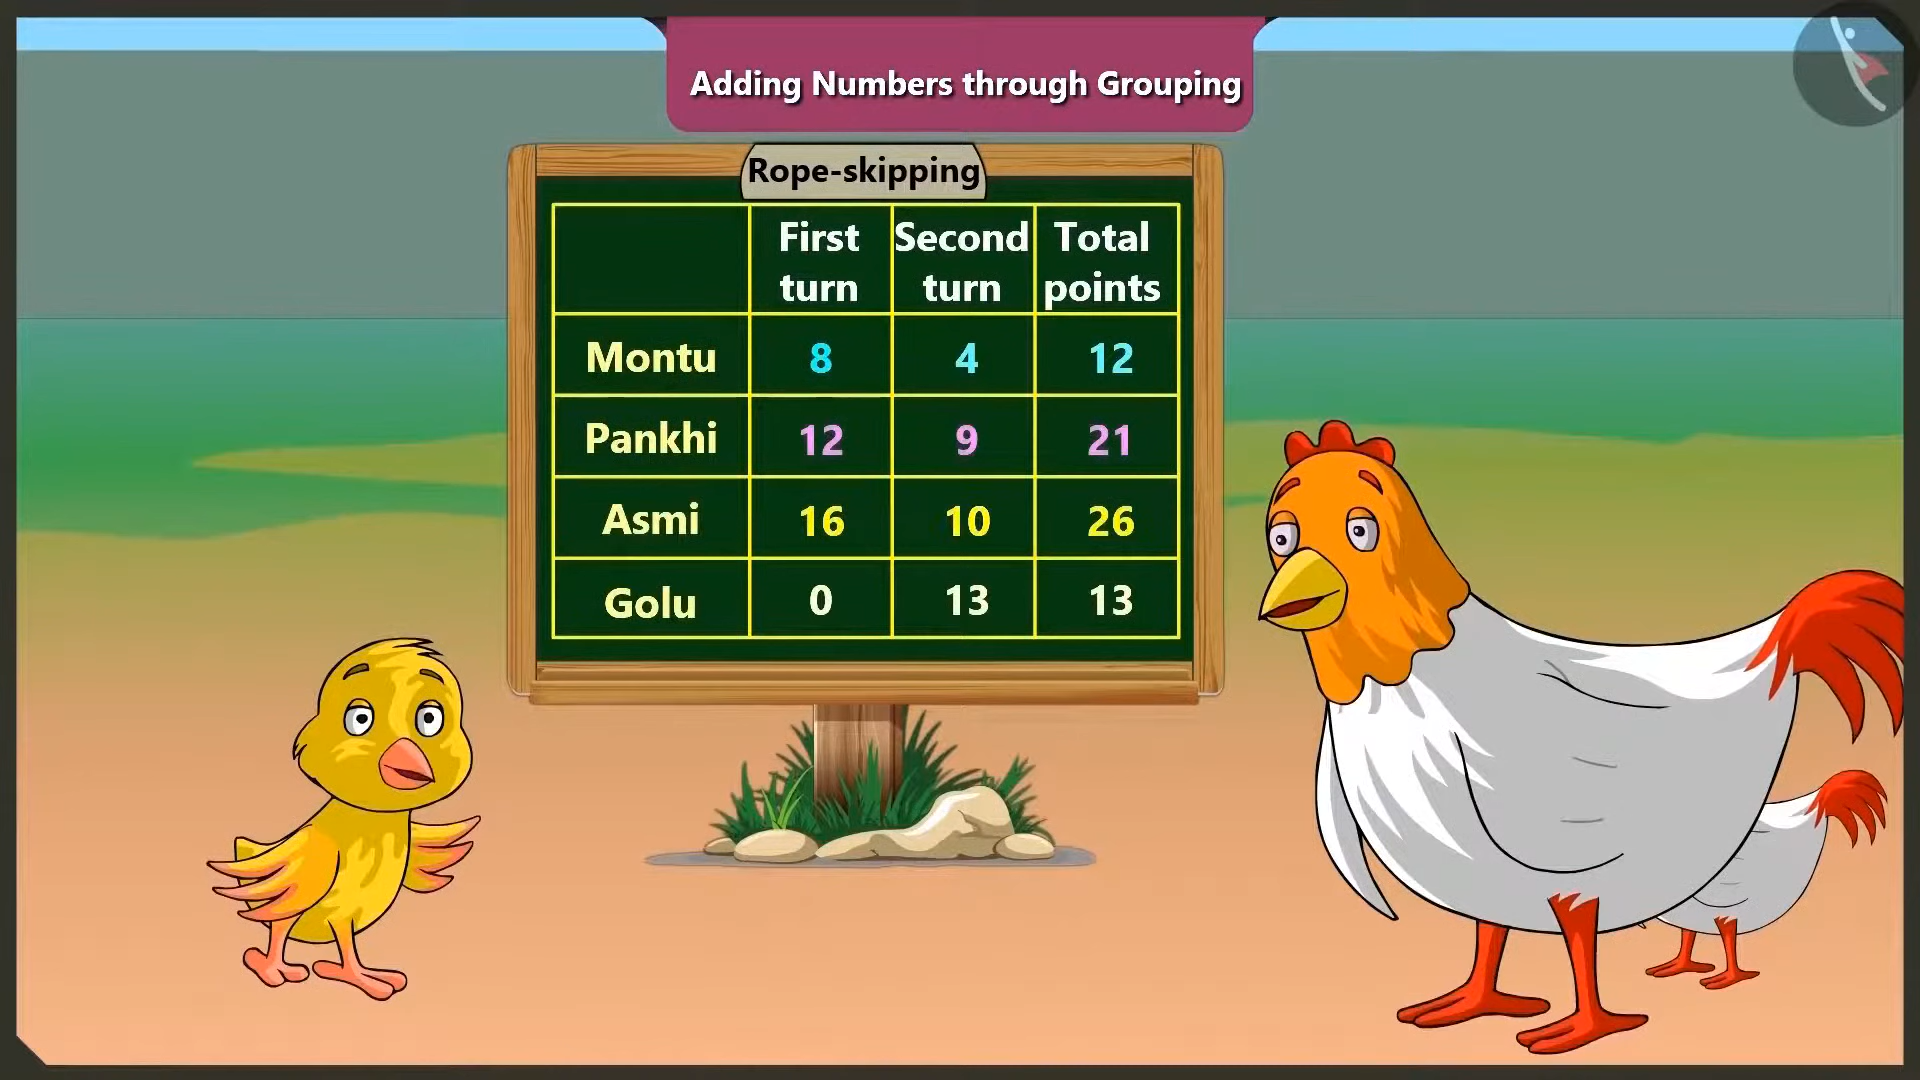 Adding Numbers through Grouping
Rope-skipping
First turn Second turn Total points
Montu 8 4 12
Pankhi 12 9 21
Asmi 16 10 26
Golu 0 13 13